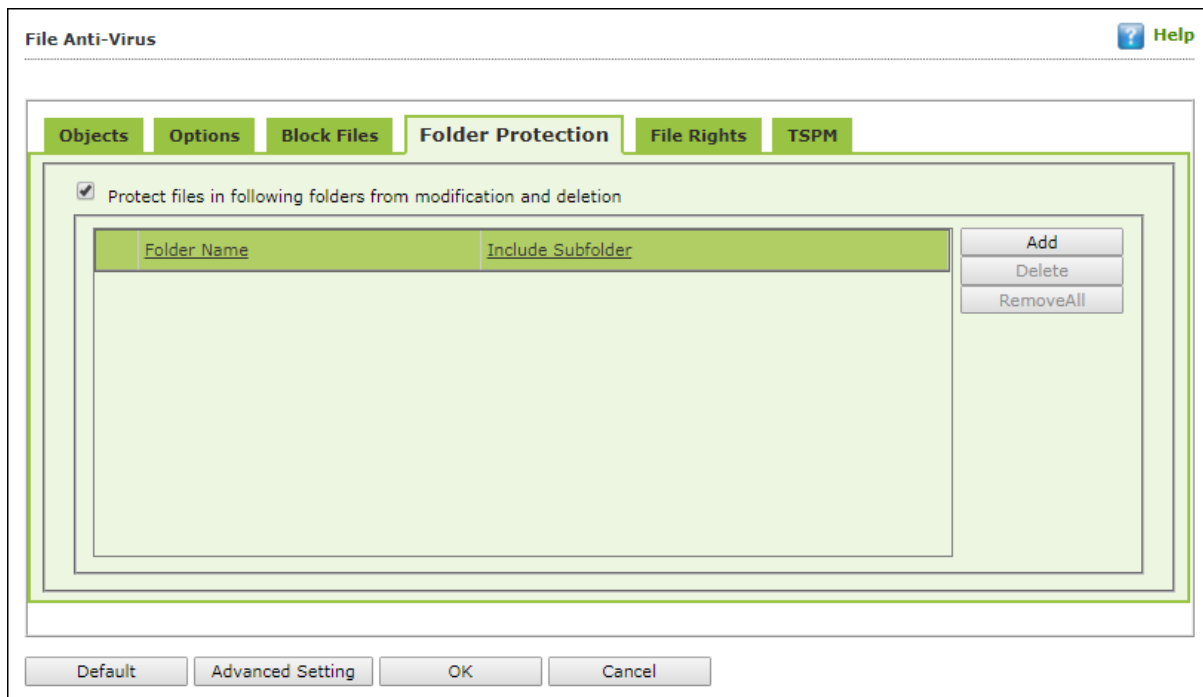 File Anti-Virus
Help
Objects Options Block Files Folder Protection File Rights TSPM
Protect files in following folders from modification and deletion
Folder Name Include Subfolder
Add
Delete
RemoveAll
Default Advanced Setting OK Cancel